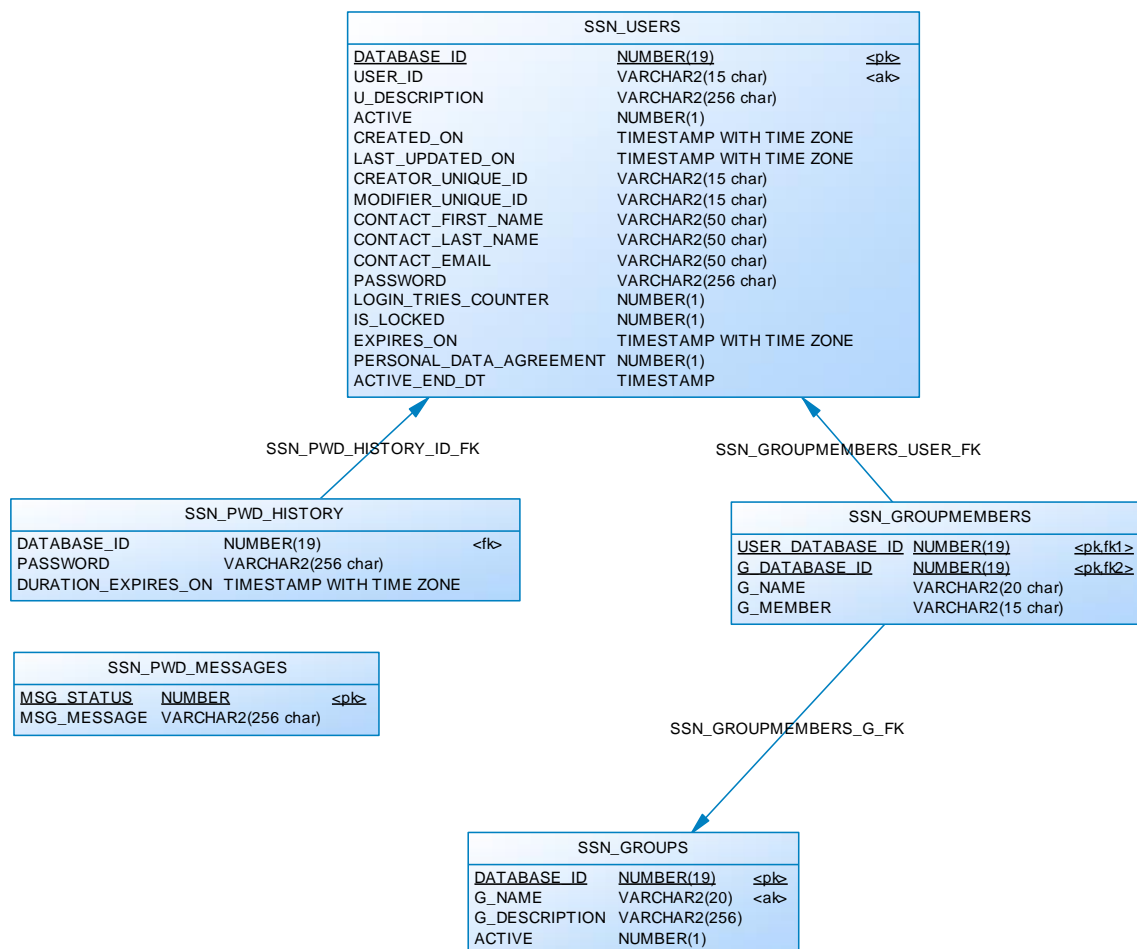 SSN_USERS
DATABASE_ID NUMBER(19) <pk>
USER_ID VARCHAR2(15 char) <ak>
U_DESCRIPTION VARCHAR2(256 char)
ACTIVE NUMBER(1)
CREATED_ON TIMESTAMP WITH TIME ZONE
LAST_UPDATED_ON TIMESTAMP WITH TIME ZONE
CREATOR_UNIQUE_ID VARCHAR2(15 char)
MODIFIER_UNIQUE_ID VARCHAR2(15 char)
CONTACT_FIRST_NAME VARCHAR2(50 char)
CONTACT_LAST_NAME VARCHAR2(50 char)
CONTACT_EMAIL VARCHAR2(50 char)
PASSWORD VARCHAR2(256 char)
LOGIN_TRIES_COUNTER NUMBER(1)
IS_LOCKED NUMBER(1)
EXPIRES_ON TIMESTAMP WITH TIME ZONE
PERSONAL_DATA_AGREEMENT NUMBER(1)
ACTIVE_END_DT TIMESTAMP
SSN_PWD_HISTORY_ID_FK
SSN_GROUPMEMBERS_USER_FK
SSN_PWD_HISTORY
DATABASE_ID NUMBER(19) <fk>
PASSWORD VARCHAR2(256 char)
DURATION_EXPIRES_ON TIMESTAMP WITH TIME ZONE
SSN_GROUPMEMBERS
USER_DATABASE_ID NUMBER(19) <pk,fk1>
G_DATABASE_ID NUMBER(19) <pk,fk2>
G_NAME VARCHAR2(20 char)
G_MEMBER VARCHAR2(15 char)
SSN_PWD_MESSAGES
MSG_STATUS NUMBER <pk>
MSG_MESSAGE VARCHAR2(256 char)
SSN_GROUPMEMBERS_G_FK
SSN_GROUPS
DATABASE_ID NUMBER(19) <pk>
G_NAME VARCHAR2(20) <ak>
G_DESCRIPTION VARCHAR2(256)
ACTIVE NUMBER(1)